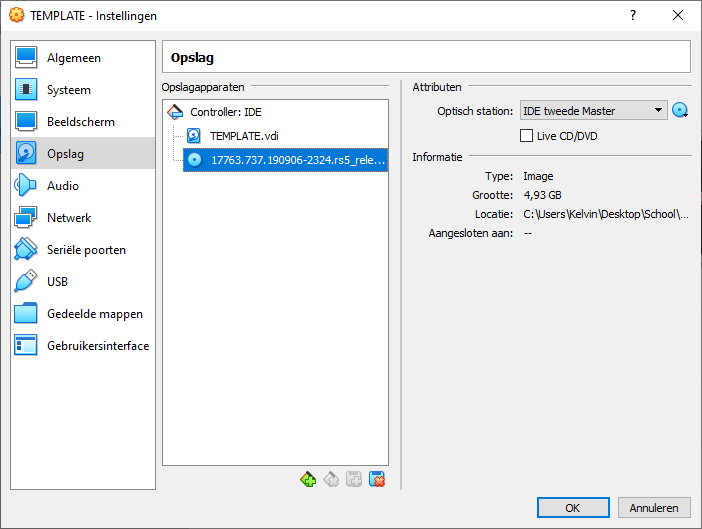 TEMPLATE - Instellingen
Algemeen
Systeem
Beeldscherm
Opslag
Audio
Netwerk
Seriële poorten
USB
Gedeelde mappen
Gebruikersinterface
Opslag
Opslagapparaten
Controller: IDE
TEMPLATE.vdi
17763.737.190906-2324.rs5_rele...
Attributen
Optisch station: IDE tweede Master
Live CD/DVD
Informatie
Type: Image
Grootte: 4,93 GB
Locatie: C:\Users\Kelvin\Desktop\School\...
Aangesloten aan: --
OK Annuleren